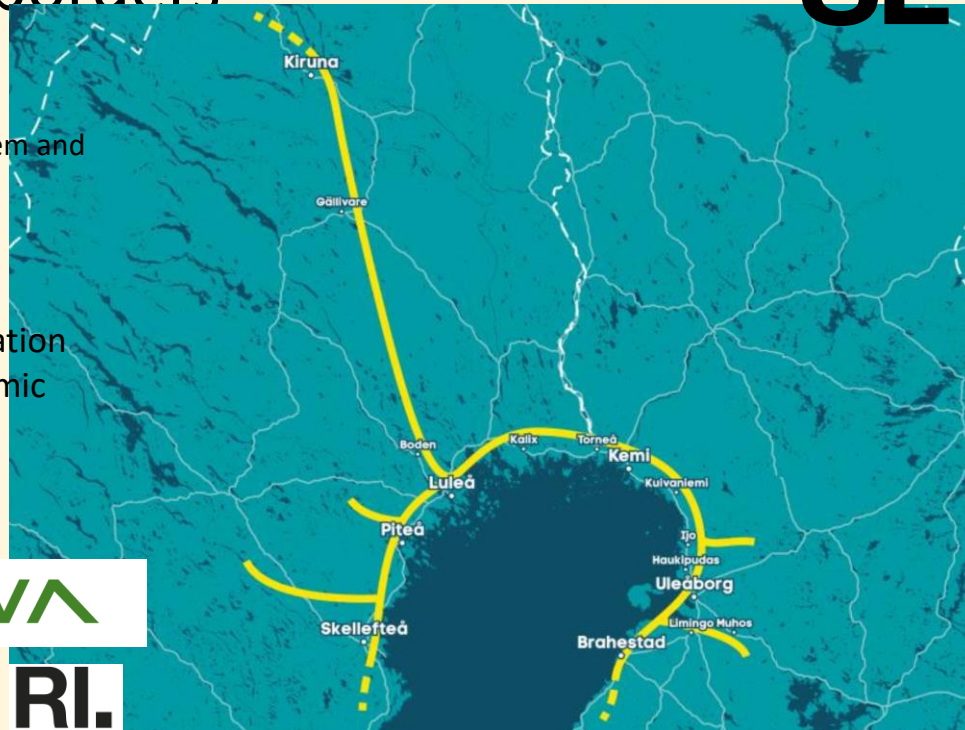 Kiruna
em and
Gällivare
ation
mic
Boden
Kalix
Torneå
Kemi
Luleå
Kuivaniemi
Piteå
Ijo
Haukipudas
Uleåborg
Skellefteå
Limingo Muhos
Brahestad
RI.